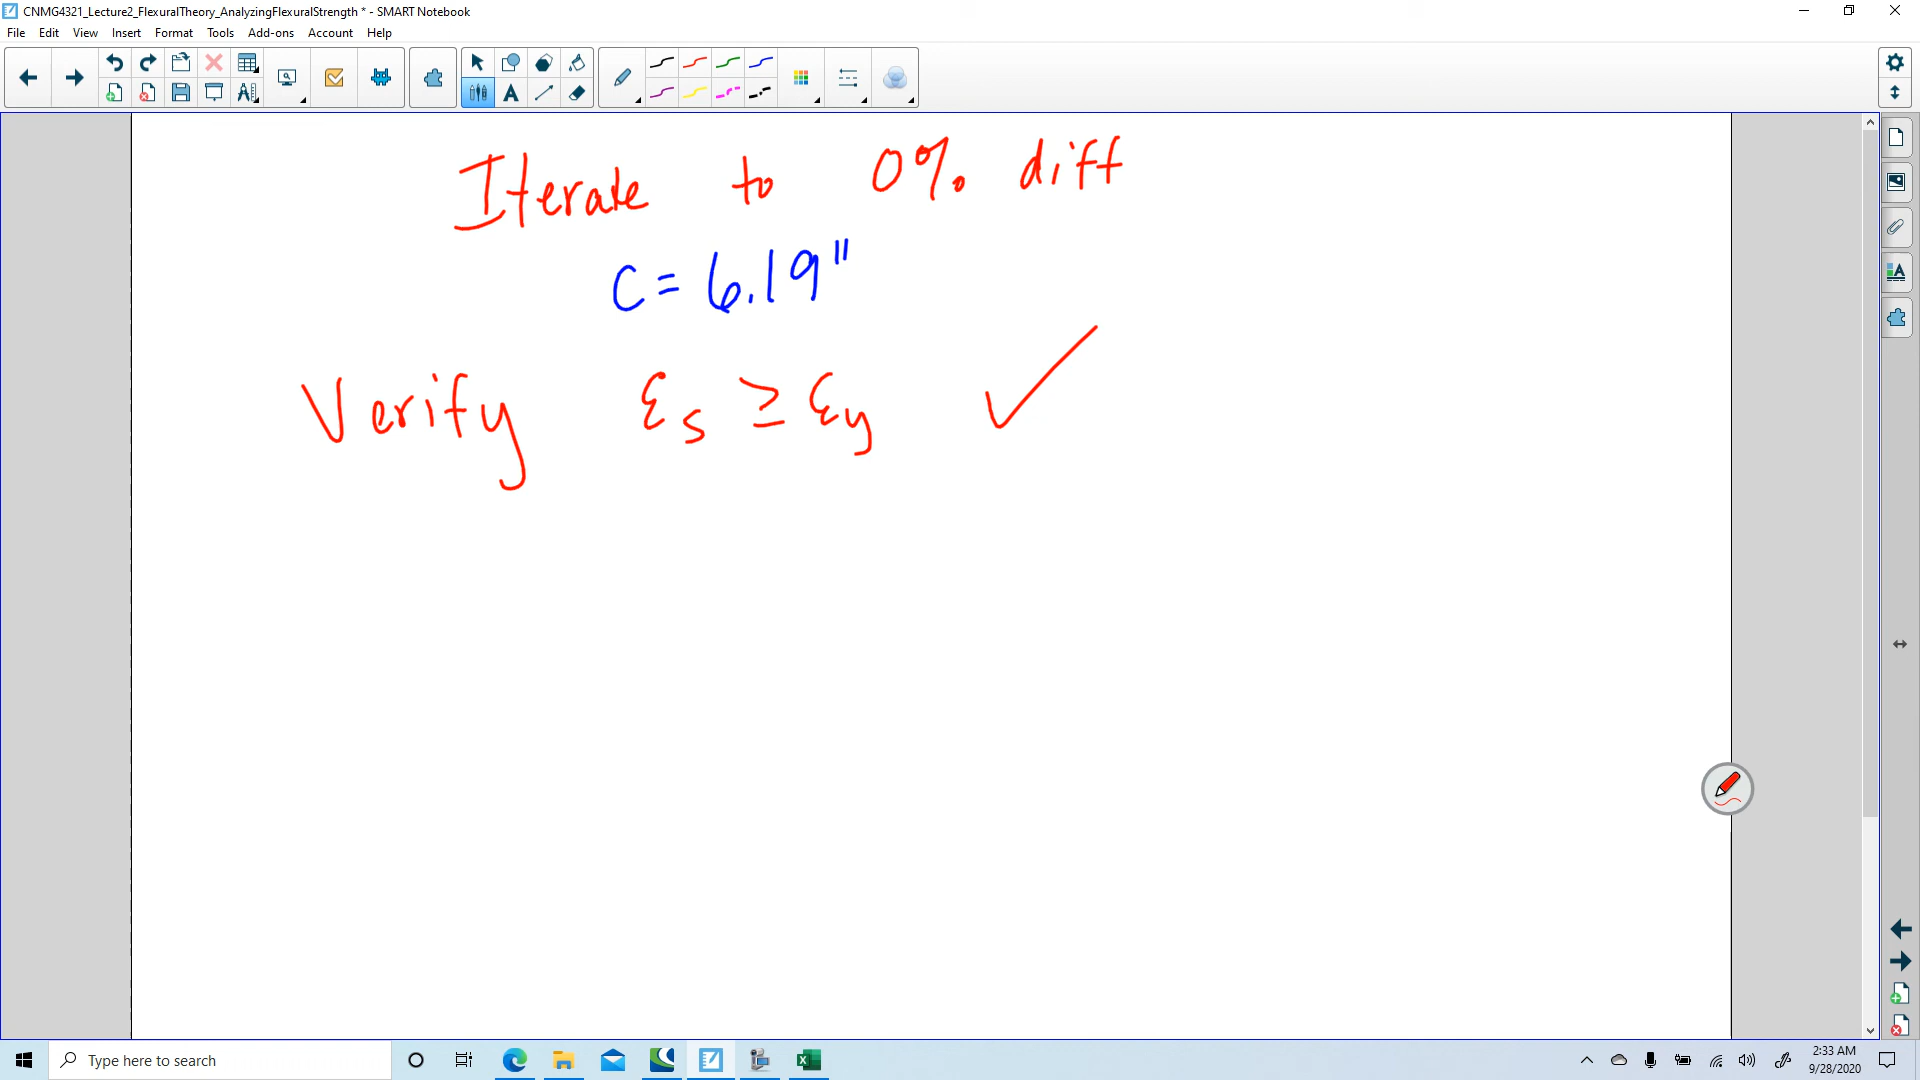 CNMG4321_Lecture2_FlexuralTheory_AnalyzingFlexuralStrength * - SMART Notebook
File Edit View Insert Format Tools Add-ons Account Help
Iterate to 0% diff
c = 6.19"
Verify εs ≥ εy ✓
Type here to search
2:33 AM
9/28/2020